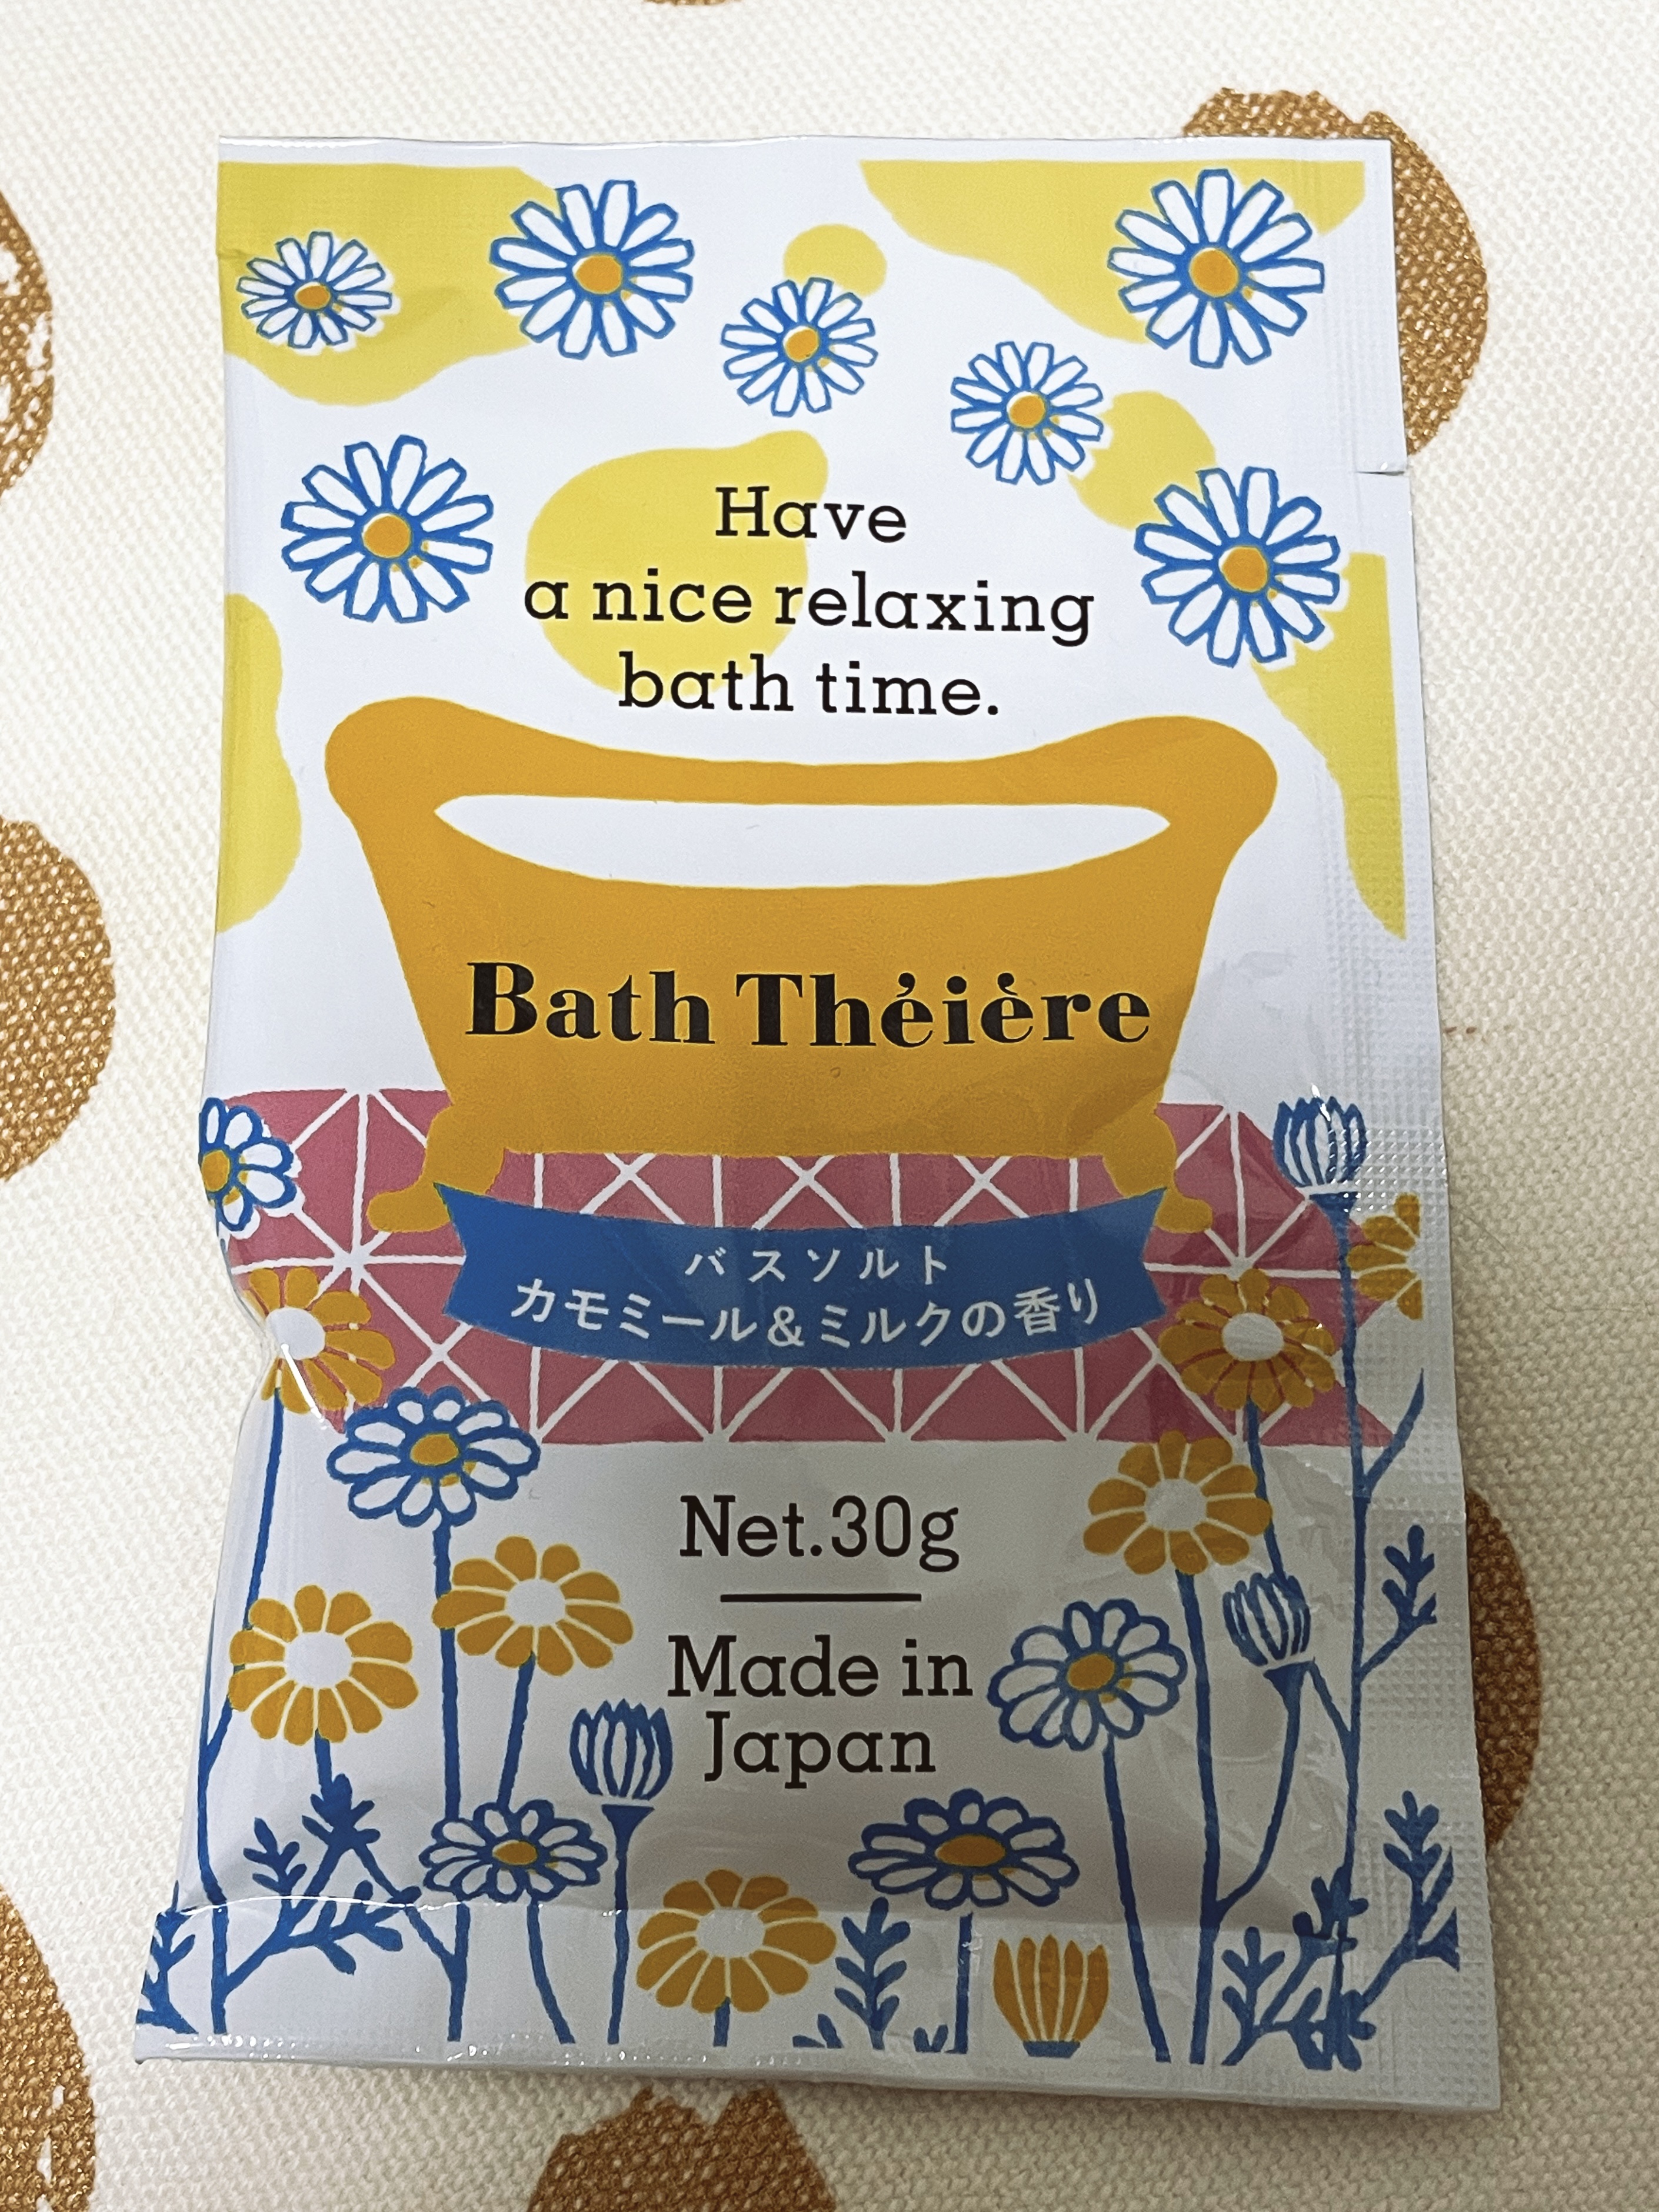 Have
a nice relaxing
bath time.
Bath Théière
バスソルト
カモミール&ミルクの香り
Net.30g
Made in
Japan